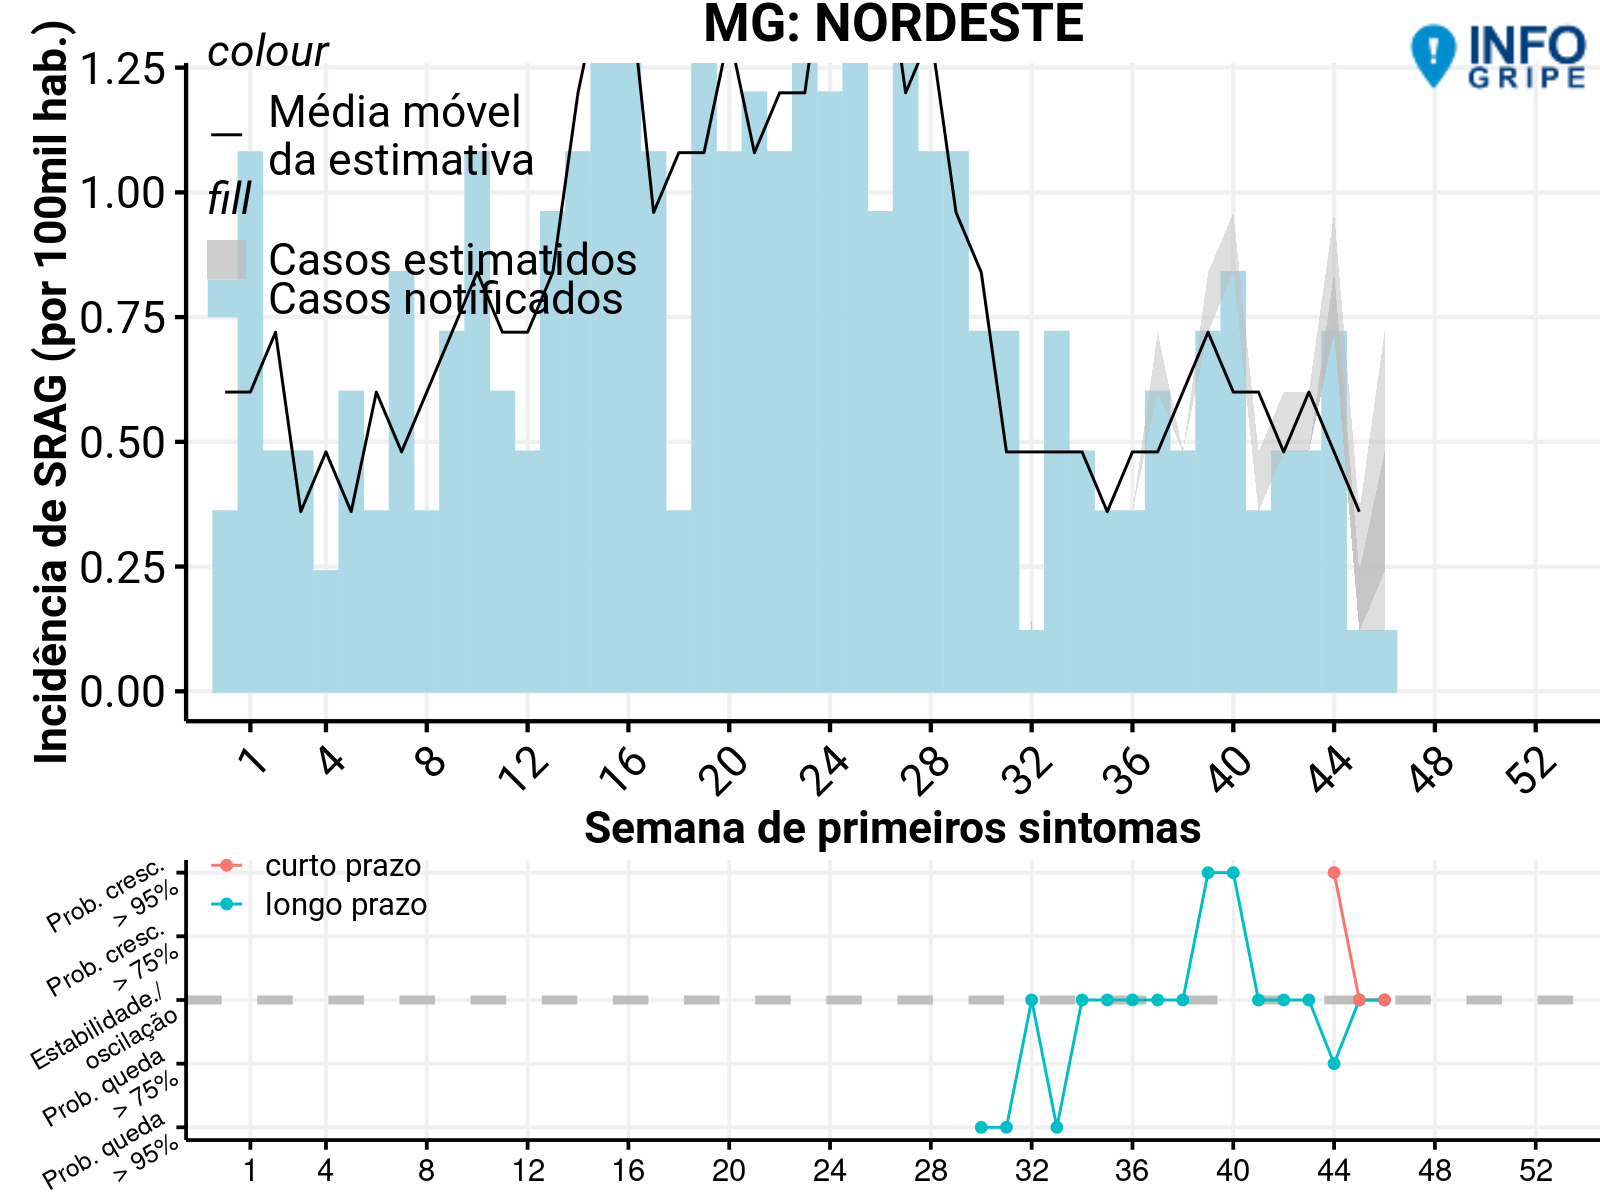 MG: NORDESTE
INFO
GRIPE
Incidência de SRAG (por 100mil hab.)
1.25
1.00
0.75
0.50
0.25
0.00
colour
Média móvel
da estimativa
fill
Casos estimatidos
Casos notificados
1 4 8 12 16 20 24 28 32 36 40 44 48 52
Semana de primeiros sintomas
curto prazo
longo prazo
Prob. cresc.
> 95%
Prob. cresc.
> 75%
Estabilidade./
oscilação
Prob. queda
> 75%
Prob. queda
> 95%
1 4 8 12 16 20 24 28 32 36 40 44 48 52